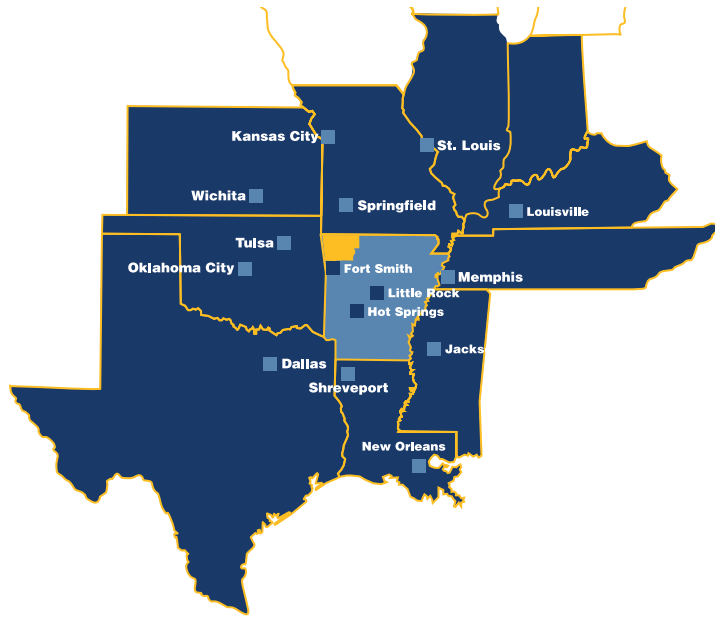 Kansas City
St. Louis
Wichita
Springfield
Louisville
Tulsa
Oklahoma City
Fort Smith
Memphis
Little Rock
Hot Springs
Jacks
Dallas
Shreveport
New Orleans